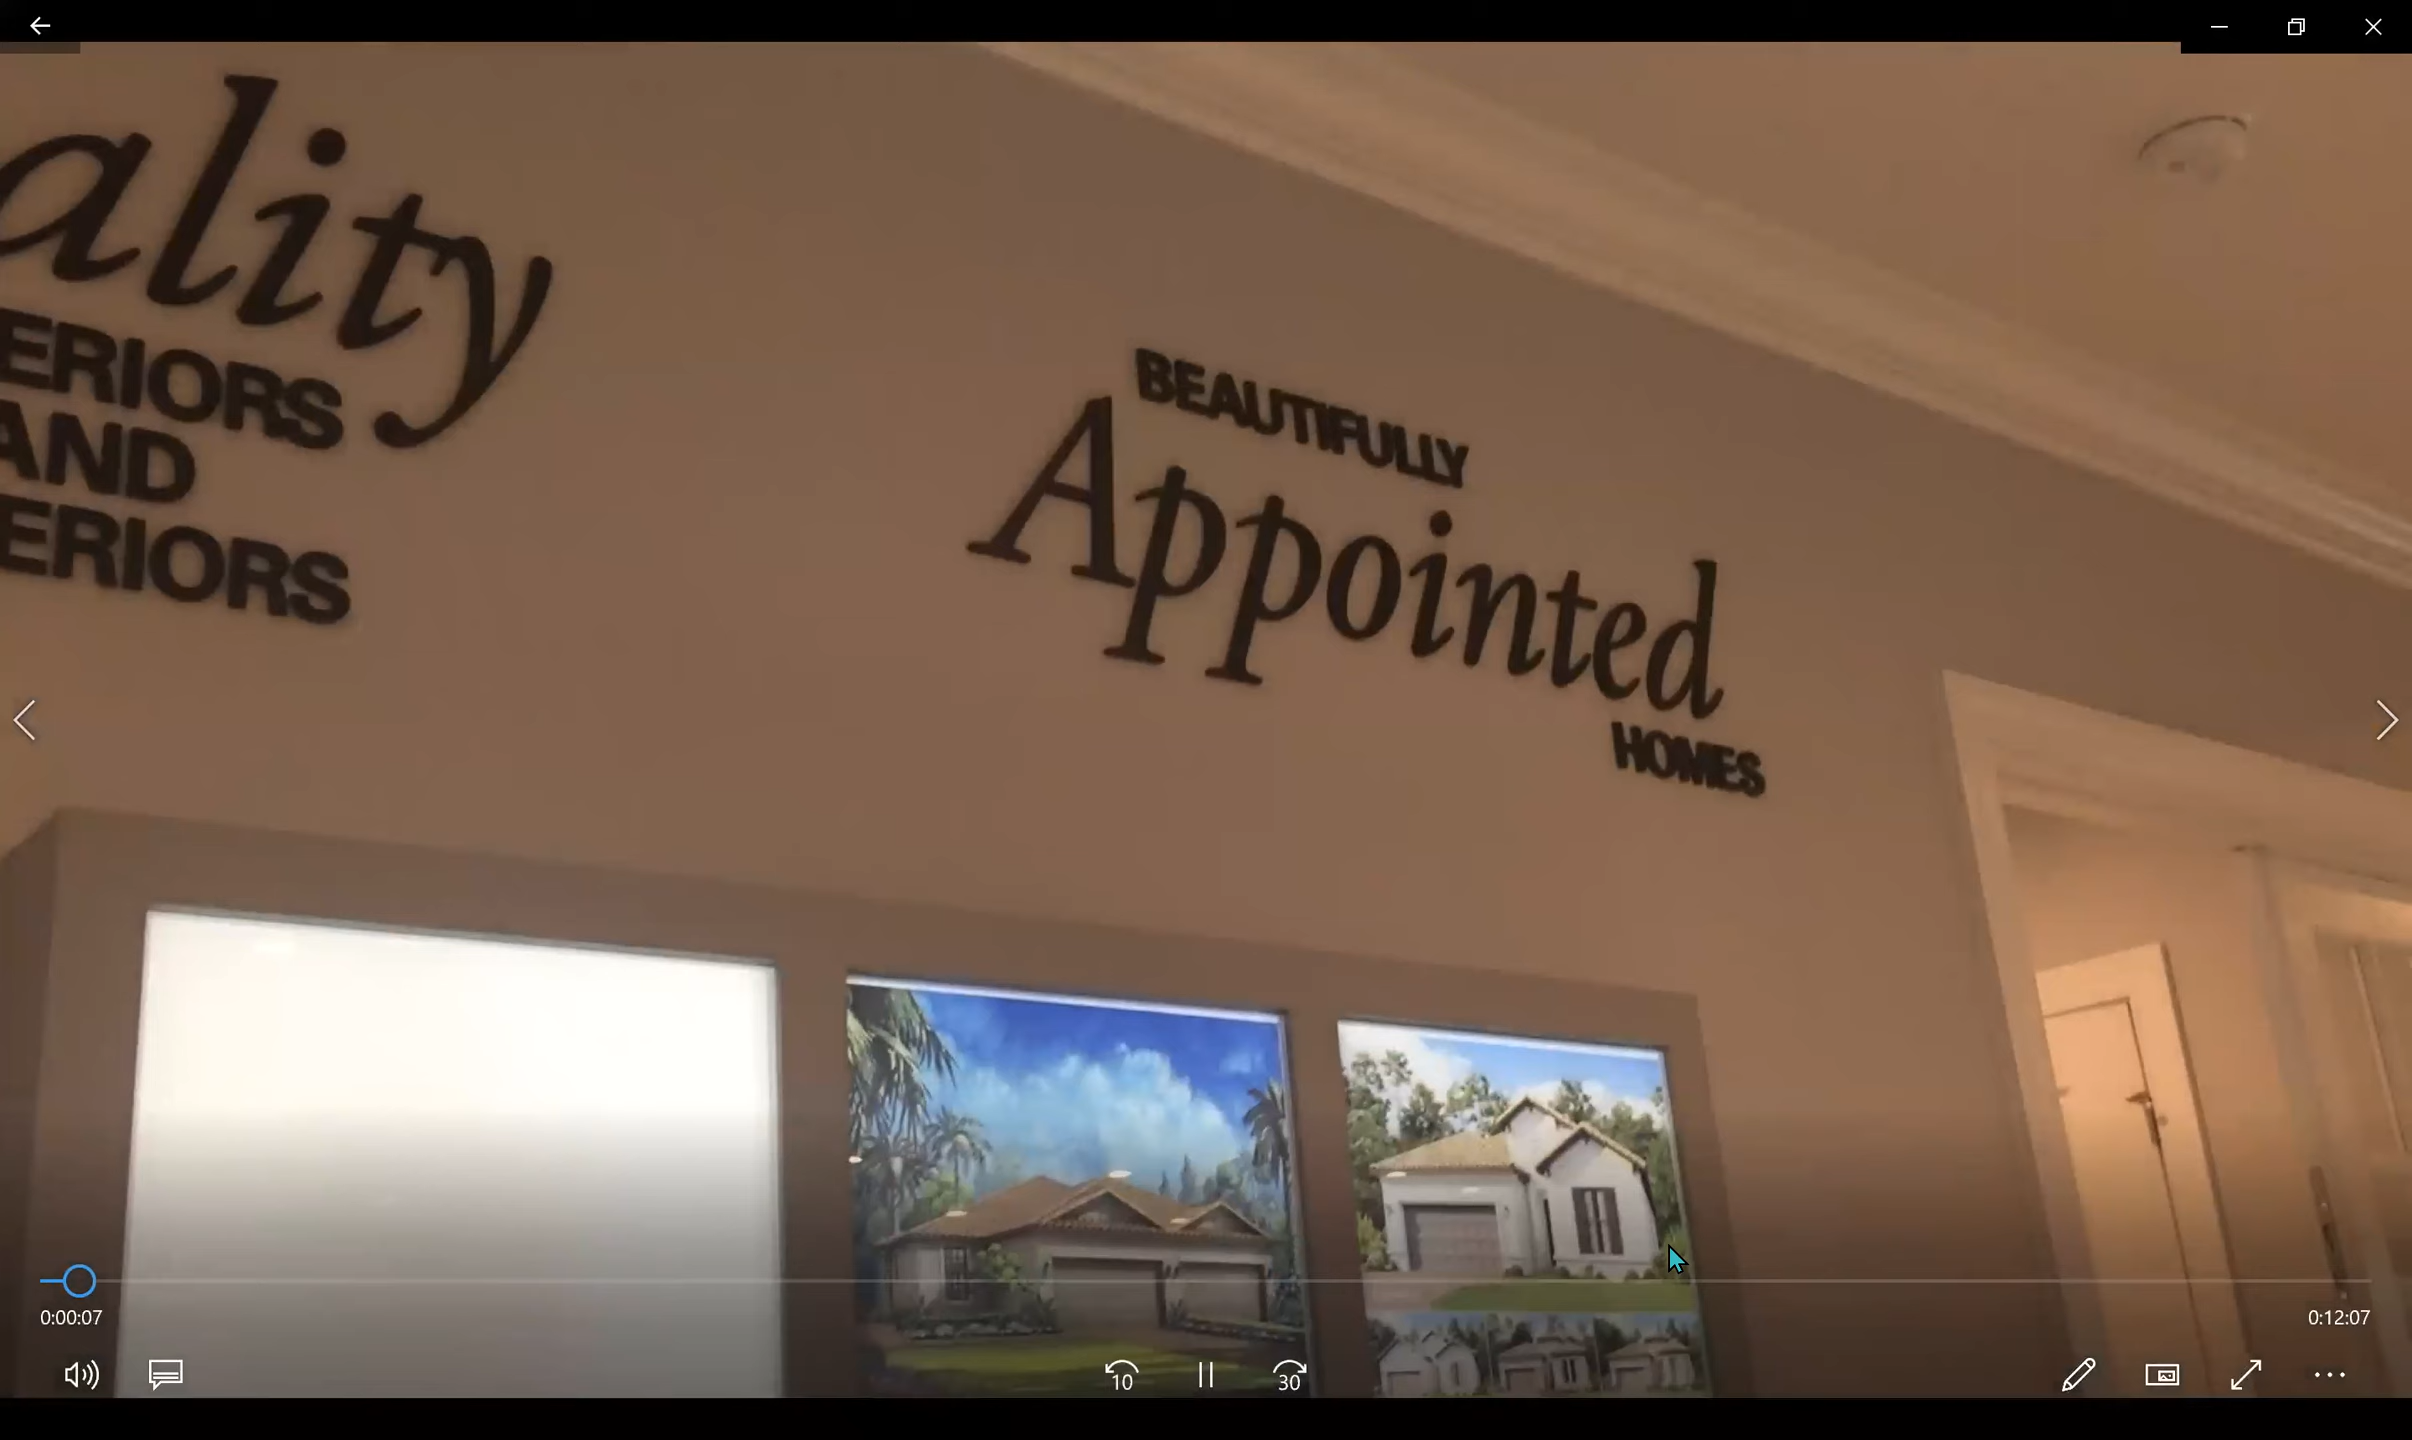 ality
ERIORS
AND
ERIORS
BEAUTIFULLY
Appointed
HOMES
0:00:07
0:12:07
10
30